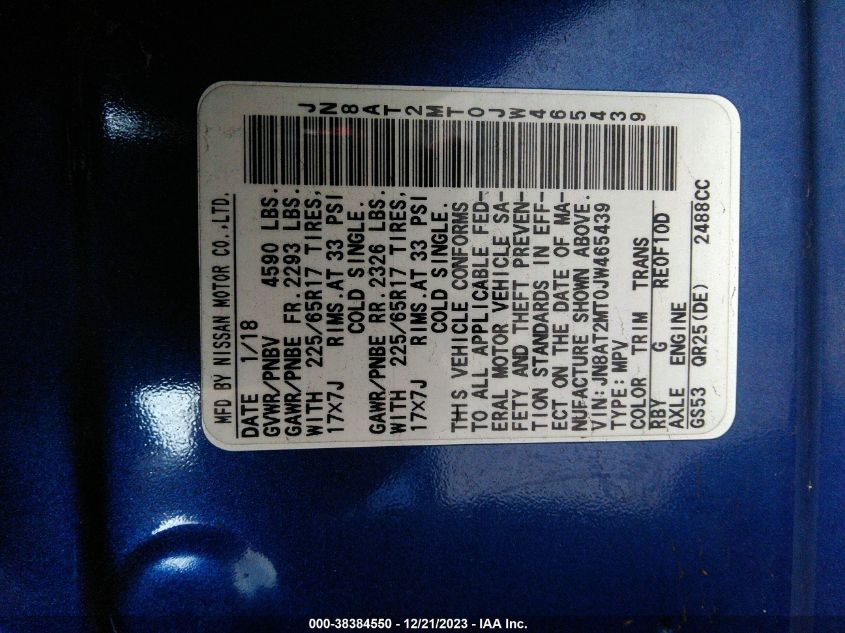 MFD BY NISSAN MOTOR CO.,LTD.
DATE 1/18
GVWR/PNBV 4590 LBS.
GAWR/PNBE FR. 2293 LBS.
WITH 225/65R17 TIRES,
17×7J RIMS.AT 33 PSI
COLD SINGLE.
GAWR/PNBE RR. 2326 LBS.
WITH 225/65R17 TIRES,
17×7J RIMS.AT 33 PSI
COLD SINGLE.
THIS VEHICLE CONFORMS
TO ALL APPLICABLE FED-
ERAL MOTOR VEHICLE SA-
FETY AND THEFT PREVEN-
TION STANDARDS IN EFF-
ECT ON THE DATE OF MA-
NUFACTURE SHOWN ABOVE.
VIN:JN8AT2MT0JW465439
TYPE:MPV
COLOR TRIM TRANS
RBY G RE0F10D
AXLE ENGINE
GS53 QR25(DE) 2488CC
JN8AT2MT0JW465439
000-38384550 - 12/21/2023 - IAA Inc.